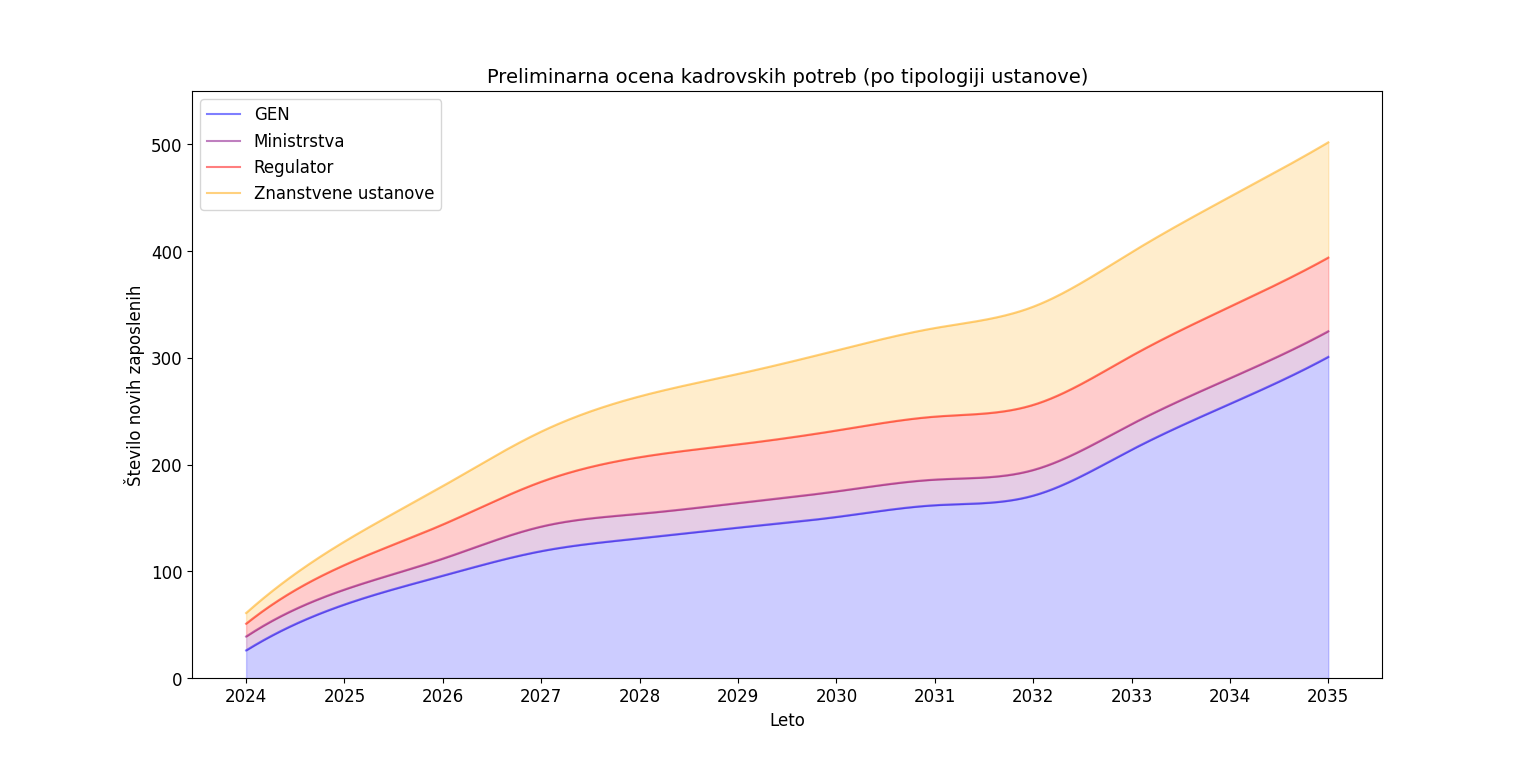 Preliminarna ocena kadrovskih potreb (po tipologiji ustanove)
GEN
Ministrstva
Regulator
Znanstvene ustanove
Število novih zaposlenih
500
400
300
200
100
0
2024 2025 2026 2027 2028 2029 2030 2031 2032 2033 2034 2035
Leto